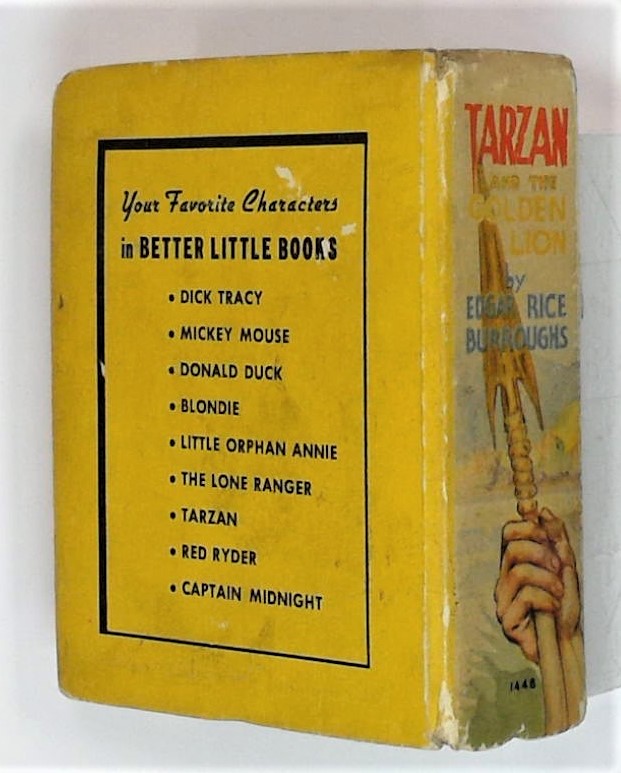 Your Favorite Characters
in BETTER LITTLE BOOKS
• DICK TRACY
• MICKEY MOUSE
• DONALD DUCK
• BLONDIE
• LITTLE ORPHAN ANNIE
• THE LONE RANGER
• TARZAN
• RED RYDER
• CAPTAIN MIDNIGHT
TARZAN
AND THE
GOLDEN
LION
by
EDGAR RICE
BURROUGHS
1448